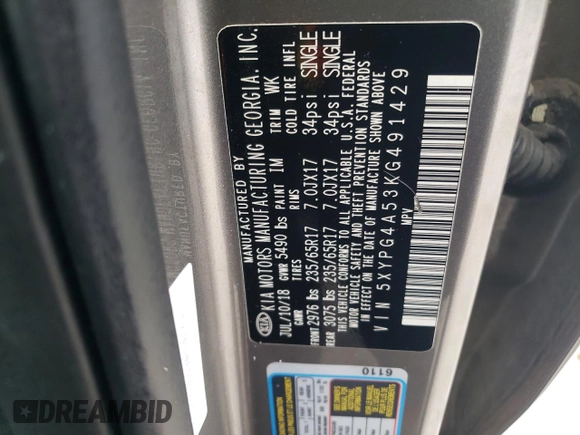 MANUFACTURED BY
KIA MOTORS MANUFACTURING GEORGIA. INC.
JUL/10/18 GVWR 5490 lbs PAINT IM TRIM WK
GAWR TIRES RIMS COLD TIRE INFL
FRONT 2976 lbs 235/65R17 7.0JX17 34psi SINGLE
REAR 3075 lbs 235/65R17 7.0JX17 34psi SINGLE
THIS VEHICLE CONFORMS TO ALL APPLICABLE U.S.A. FEDERAL
MOTOR VEHICLE SAFETY AND THEFT PREVENTION STANDARDS
IN EFFECT ON THE DATE OF MANUFACTURE SHOWN ABOVE
VIN 5XYPG4A53KG491429
MPV
KIA
6110
DREAMBID